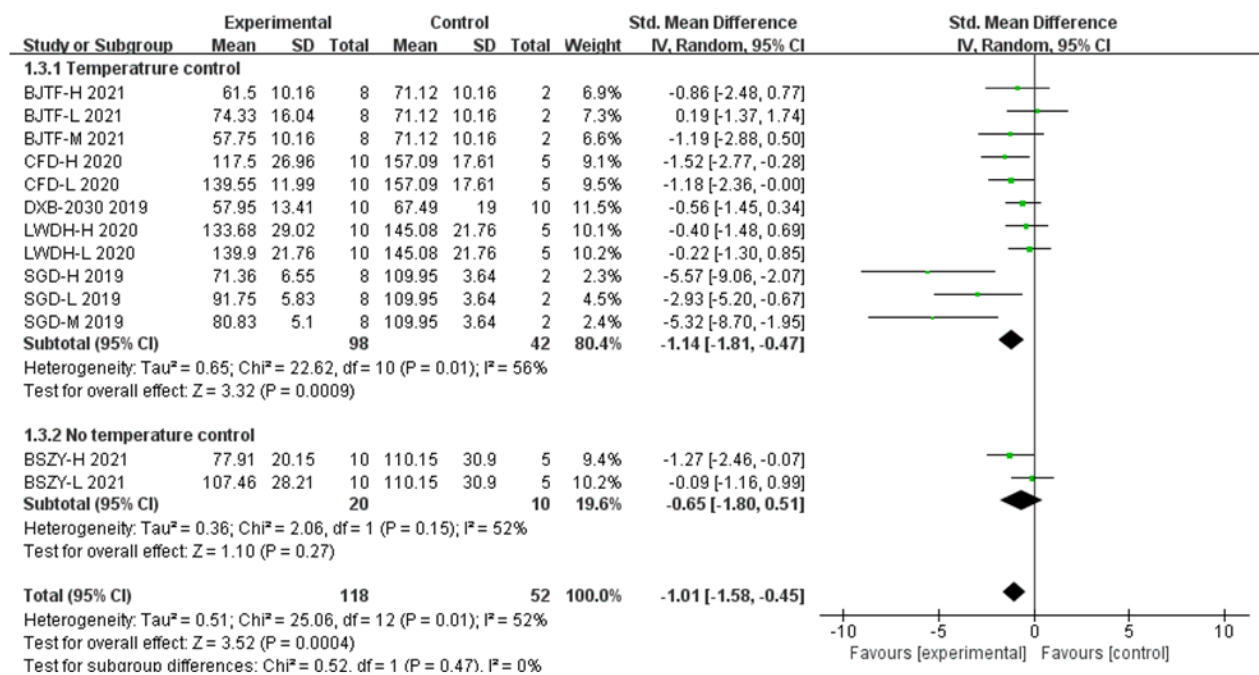 Experimental Control Std. Mean Difference Std. Mean Difference
Study or Subgroup Mean SD Total Mean SD Total Weight IV, Random, 95% CI IV, Random, 95% CI
1.3.1 Temperatrure control
BJTF-H 2021 61.5 10.16 8 71.12 10.16 2 6.9% -0.86 [-2.48, 0.77]
BJTF-L 2021 74.33 16.04 8 71.12 10.16 2 7.3% 0.19 [-1.37, 1.74]
BJTF-M 2021 57.75 10.16 8 71.12 10.16 2 6.6% -1.19 [-2.88, 0.50]
CFD-H 2020 117.5 26.96 10 157.09 17.61 5 9.1% -1.52 [-2.77, -0.28]
CFD-L 2020 139.55 11.99 10 157.09 17.61 5 9.5% -1.18 [-2.36, -0.00]
DXB-2030 2019 57.95 13.41 10 67.49 19 10 11.5% -0.56 [-1.45, 0.34]
LWDH-H 2020 133.68 29.02 10 145.08 21.76 5 10.1% -0.40 [-1.48, 0.69]
LWDH-L 2020 139.9 21.76 10 145.08 21.76 5 10.2% -0.22 [-1.30, 0.85]
SGD-H 2019 71.36 6.55 8 109.95 3.64 2 2.3% -5.57 [-9.06, -2.07]
SGD-L 2019 91.75 5.83 8 109.95 3.64 2 4.5% -2.93 [-5.20, -0.67]
SGD-M 2019 80.83 5.1 8 109.95 3.64 2 2.4% -5.32 [-8.70, -1.95]
Subtotal (95% CI) 98 42 80.4% -1.14 [-1.81, -0.47]
Heterogeneity: Tau² = 0.65; Chi² = 22.62, df = 10 (P = 0.01); I² = 56%
Test for overall effect: Z = 3.32 (P = 0.0009)
1.3.2 No temperature control
BSZY-H 2021 77.91 20.15 10 110.15 30.9 5 9.4% -1.27 [-2.46, -0.07]
BSZY-L 2021 107.46 28.21 10 110.15 30.9 5 10.2% -0.09 [-1.16, 0.99]
Subtotal (95% CI) 20 10 19.6% -0.65 [-1.80, 0.51]
Heterogeneity: Tau² = 0.36; Chi² = 2.06, df = 1 (P = 0.15); I² = 52%
Test for overall effect: Z = 1.10 (P = 0.27)
Total (95% CI) 118 52 100.0% -1.01 [-1.58, -0.45]
Heterogeneity: Tau² = 0.51; Chi² = 25.06, df = 12 (P = 0.01); I² = 52%
Test for overall effect: Z = 3.52 (P = 0.0004)
Test for subgroup differences: Chi² = 0.52, df = 1 (P = 0.47), I² = 0%
-10 -5 0 5 10
Favours [experimental] Favours [control]